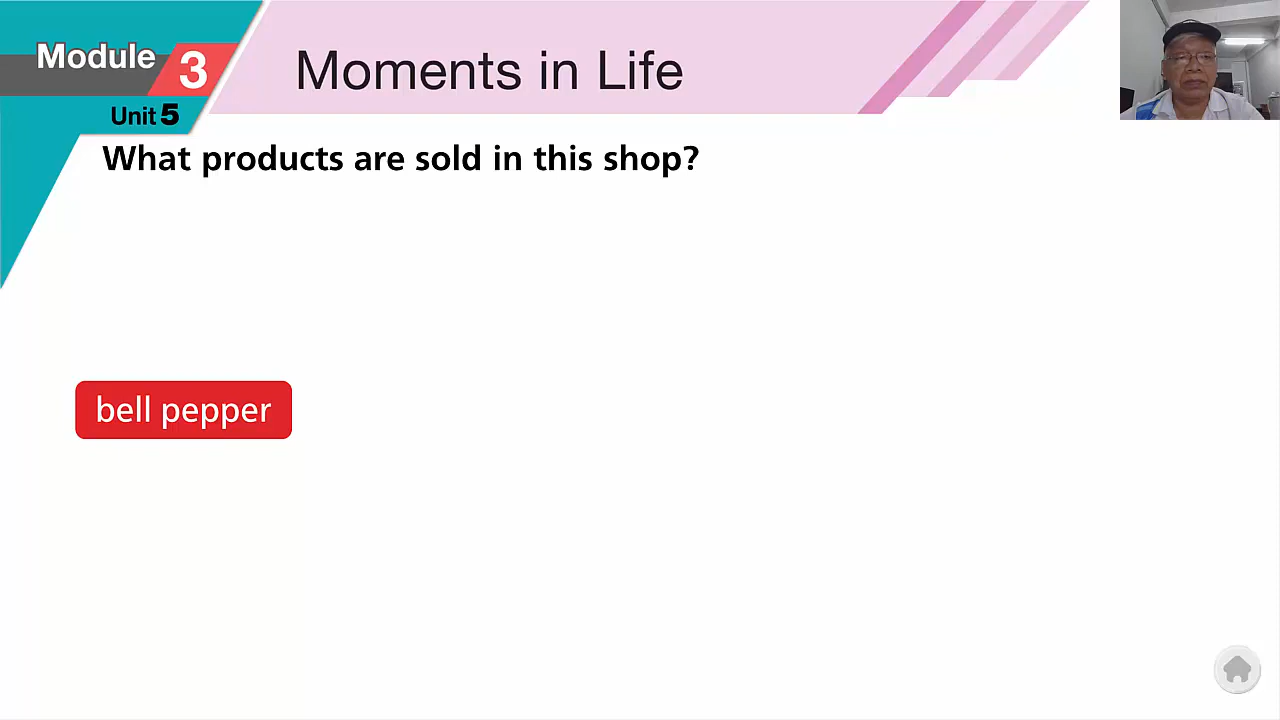 Module 3
Moments in Life
Unit 5
What products are sold in this shop?
bell pepper